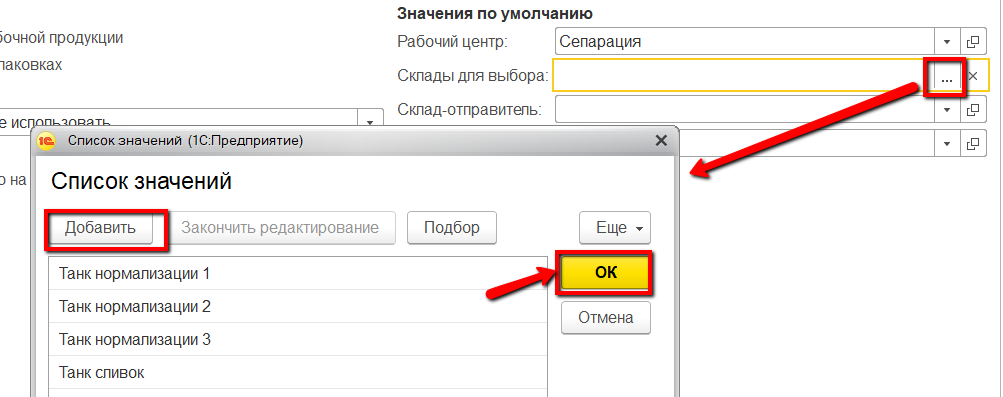 Значения по умолчанию
бочной продукции
Рабочий центр:
Сепарация
паковках
Склады для выбора:
...
Склад-отправитель:
е использовать
о на
1С
Список значений (1С:Предприятие)
Список значений
Добавить
Закончить редактирование
Подбор
Еще
Танк нормализации 1
ОК
Танк нормализации 2
Отмена
Танк нормализации 3
Танк сливок